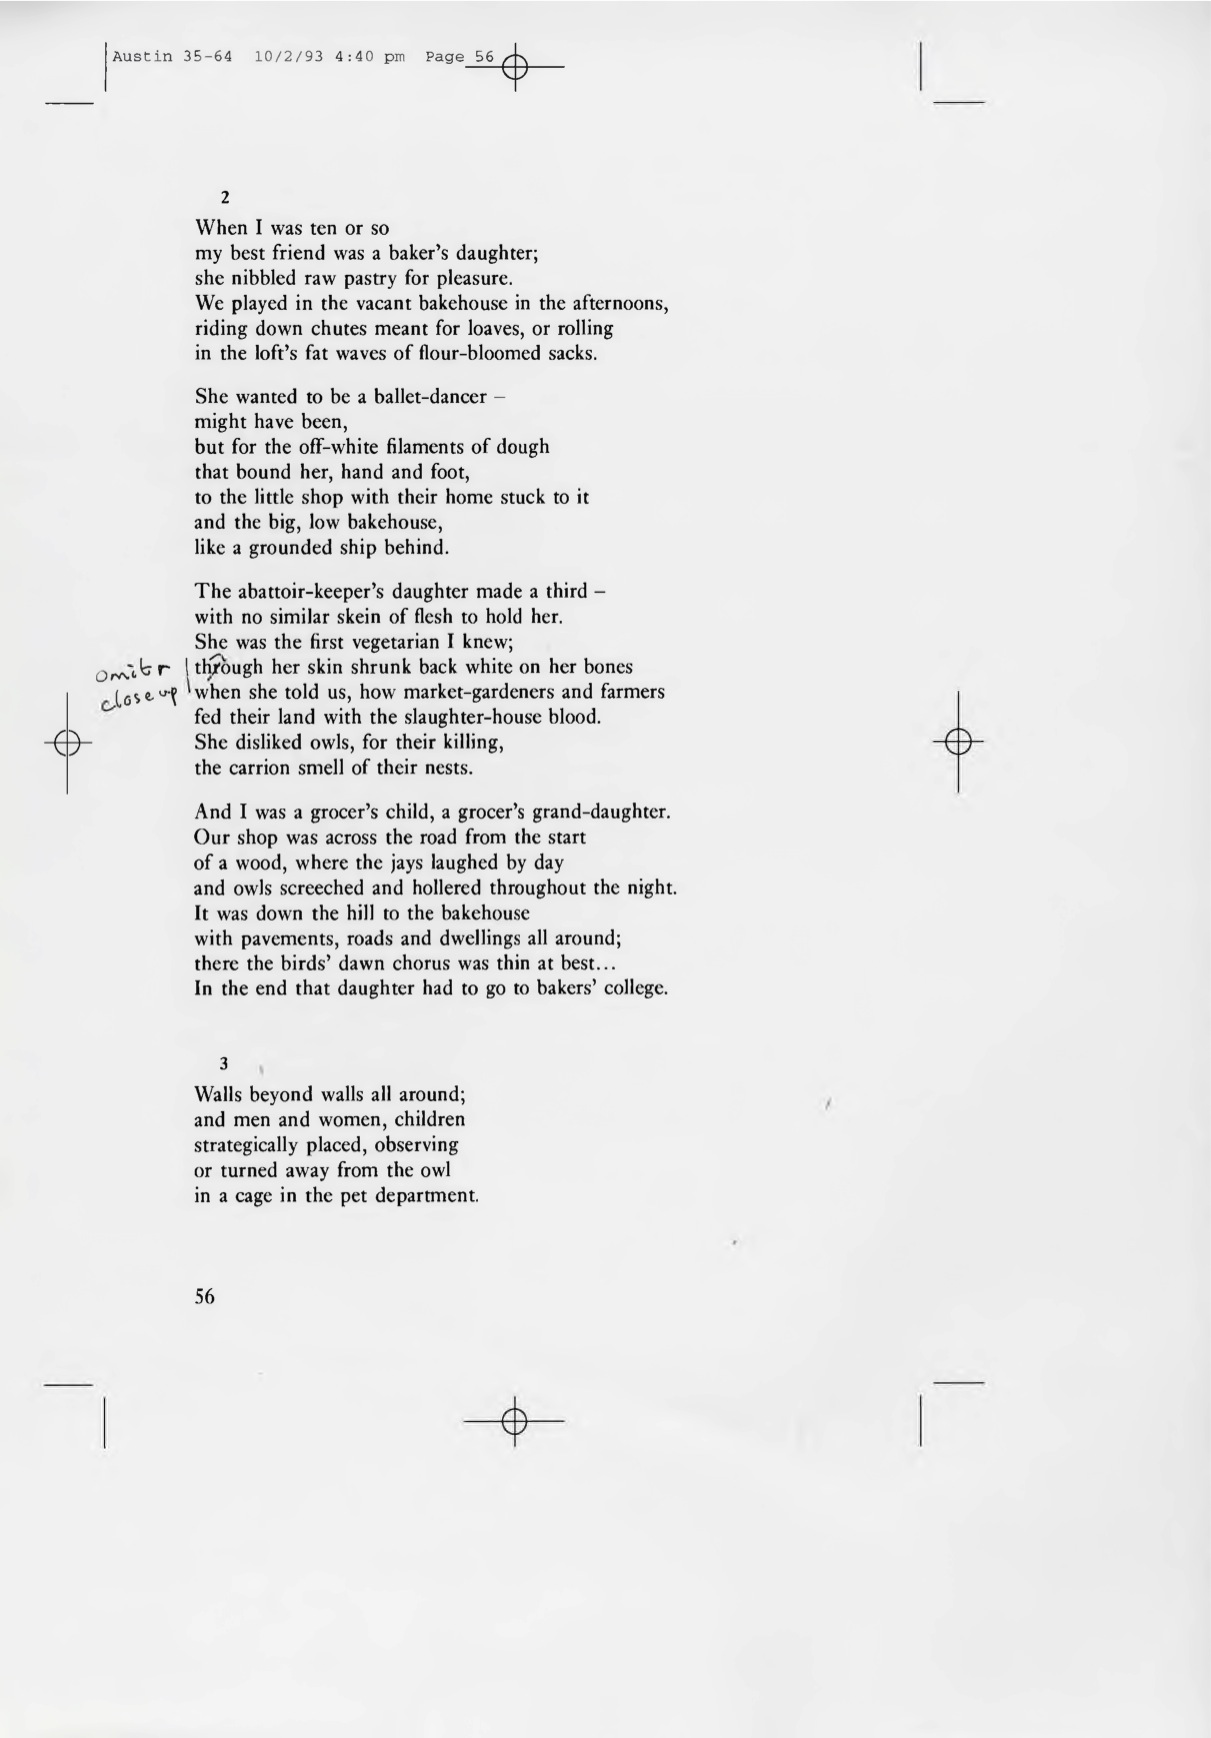 Austin 35-64 10/2/93 4:40 pm Page 56
2
When I was ten or so
my best friend was a baker's daughter;
she nibbled raw pastry for pleasure.
We played in the vacant bakehouse in the afternoons,
riding down chutes meant for loaves, or rolling
in the loft's fat waves of flour-bloomed sacks.
She wanted to be a ballet-dancer –
might have been,
but for the off-white filaments of dough
that bound her, hand and foot,
to the little shop with their home stuck to it
and the big, low bakehouse,
like a grounded ship behind.
The abattoir-keeper's daughter made a third –
with no similar skein of flesh to hold her.
She was the first vegetarian I knew;
omit r through her skin shrunk back white on her bones
close up when she told us, how market-gardeners and farmers
fed their land with the slaughter-house blood.
She disliked owls, for their killing,
the carrion smell of their nests.
And I was a grocer's child, a grocer's grand-daughter.
Our shop was across the road from the start
of a wood, where the jays laughed by day
and owls screeched and hollered throughout the night.
It was down the hill to the bakehouse
with pavements, roads and dwellings all around;
there the birds' dawn chorus was thin at best...
In the end that daughter had to go to bakers' college.
3
Walls beyond walls all around;
and men and women, children
strategically placed, observing
or turned away from the owl
in a cage in the pet department.
56